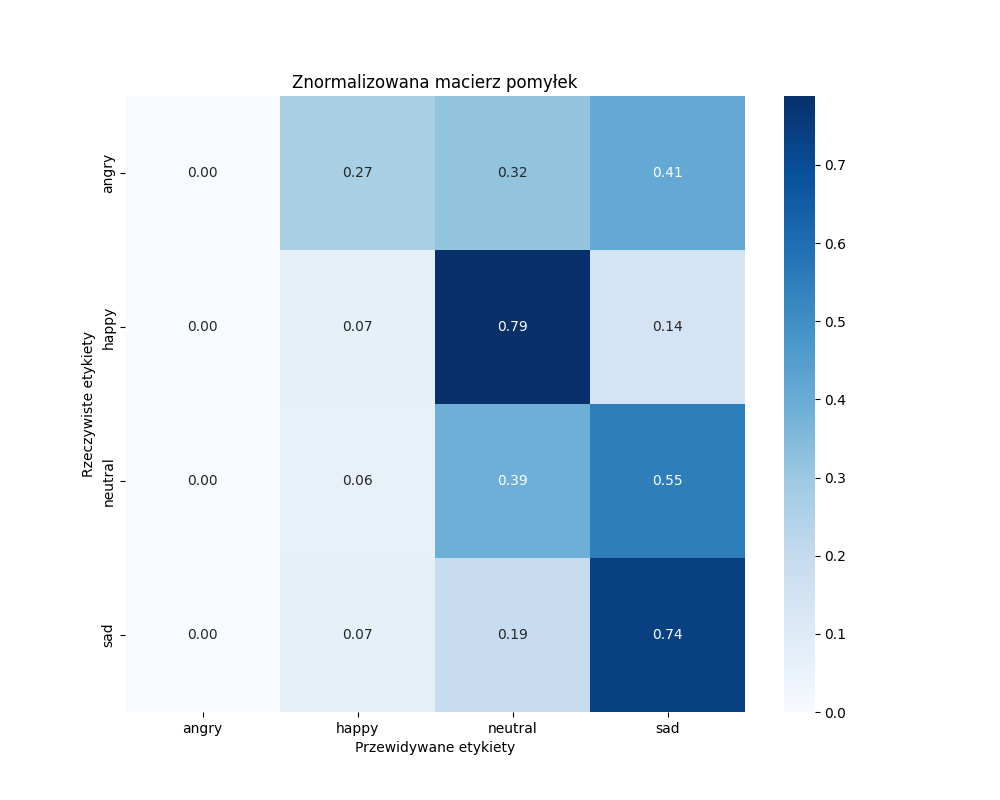 Znormalizowana macierz pomyłek
Rzeczywiste etykiety
angry 0.00 0.27 0.32 0.41
happy 0.00 0.07 0.79 0.14
neutral 0.00 0.06 0.39 0.55
sad 0.00 0.07 0.19 0.74
angry happy neutral sad
Przewidywane etykiety
0.7
0.6
0.5
0.4
0.3
0.2
0.1
0.0